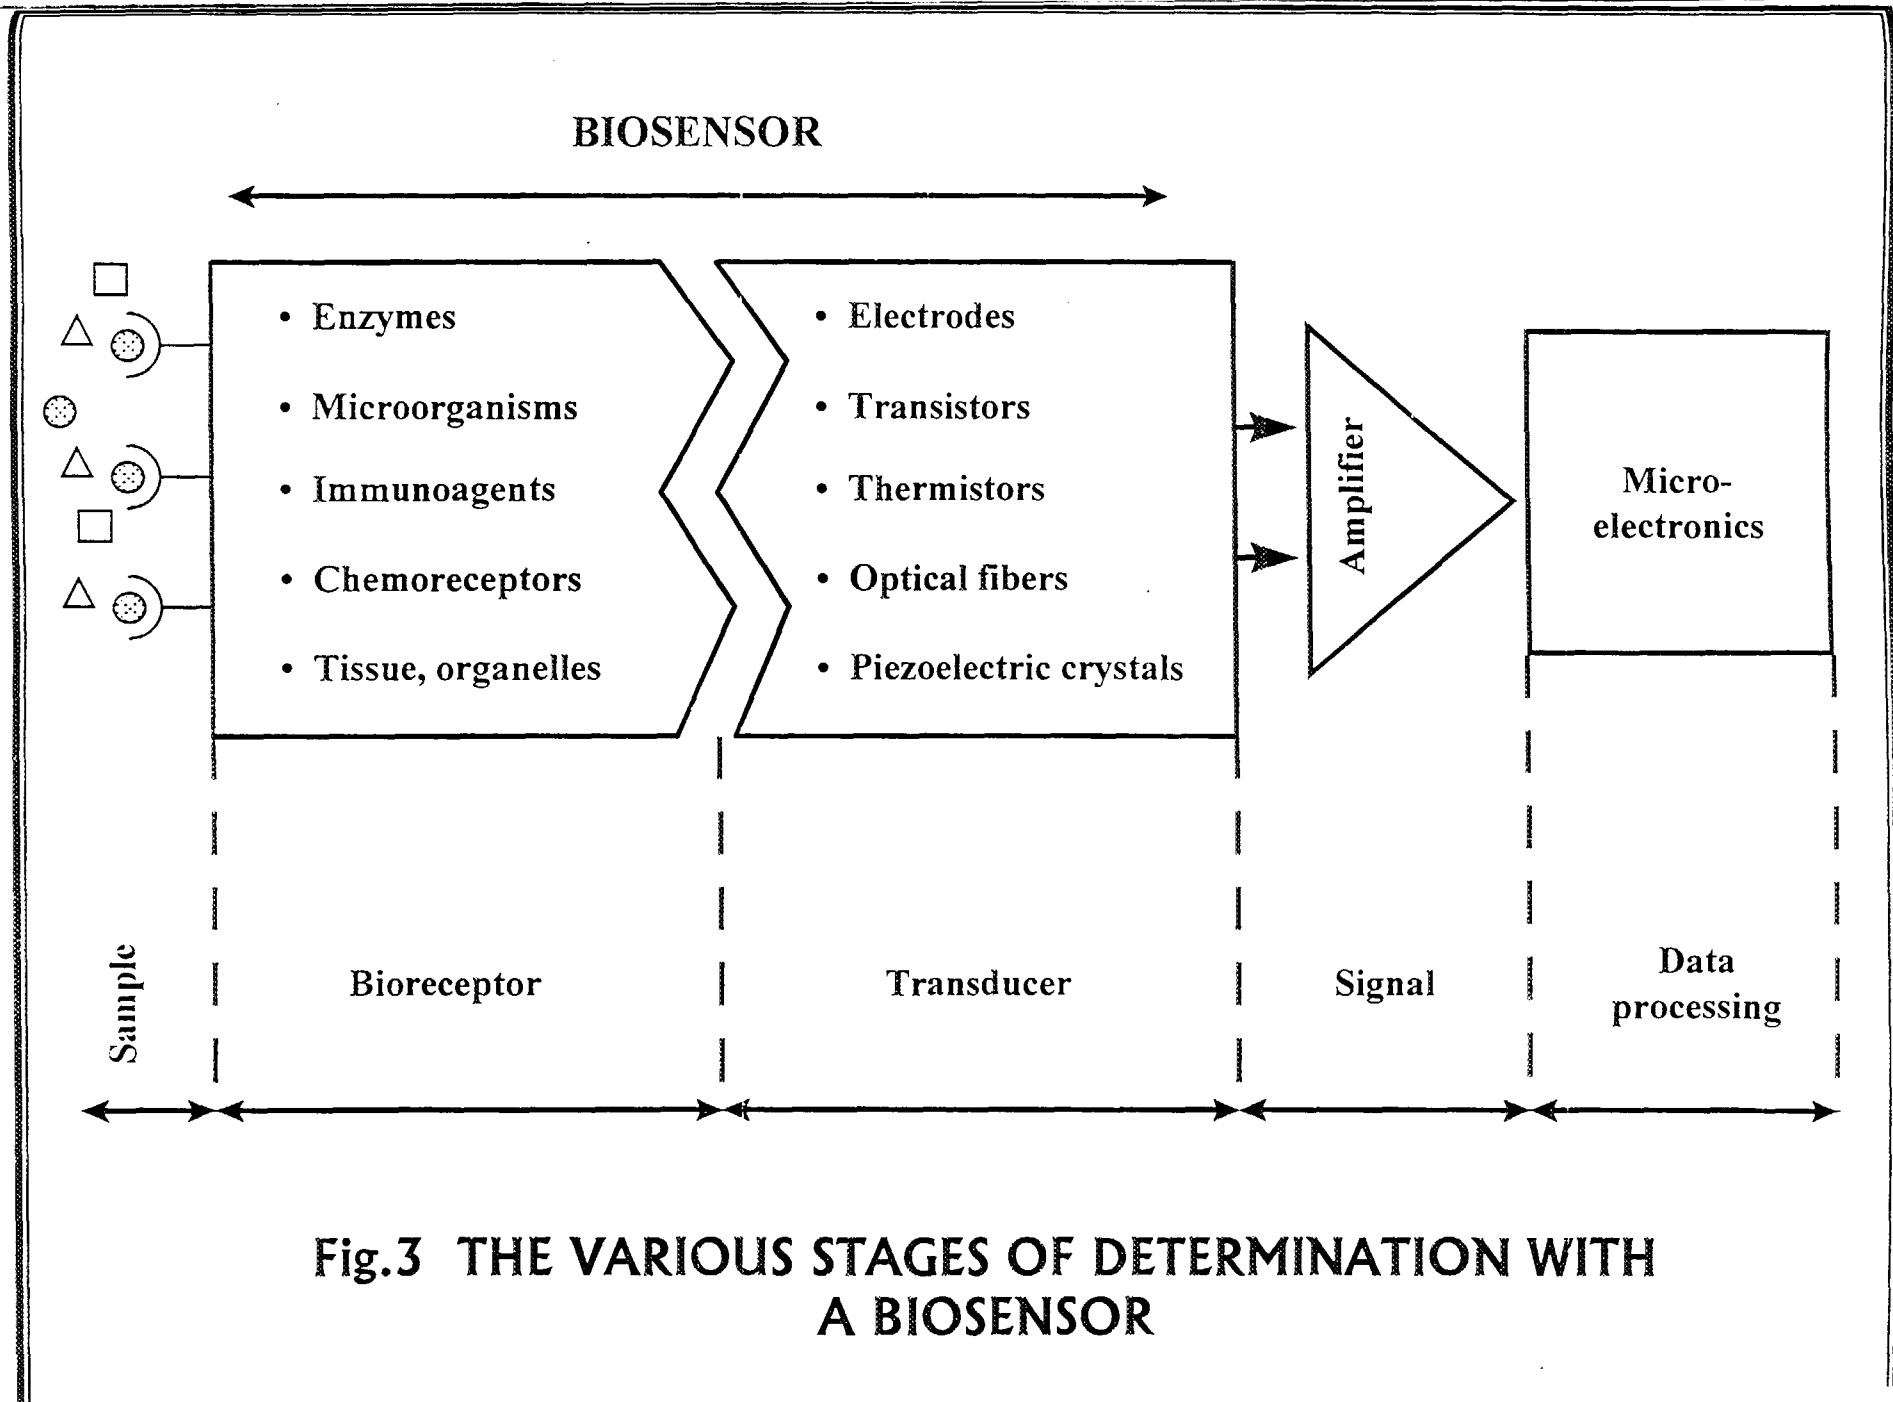 BIOSENSOR
• Enzymes
• Microorganisms
• Immunoagents
• Chemoreceptors
• Tissue, organelles
• Electrodes
• Transistors
• Thermistors
• Optical fibers
• Piezoelectric crystals
Amplifier
Micro-
electronics
Sample
Bioreceptor
Transducer
Signal
Data
processing
Fig.3 THE VARIOUS STAGES OF DETERMINATION WITH
A BIOSENSOR